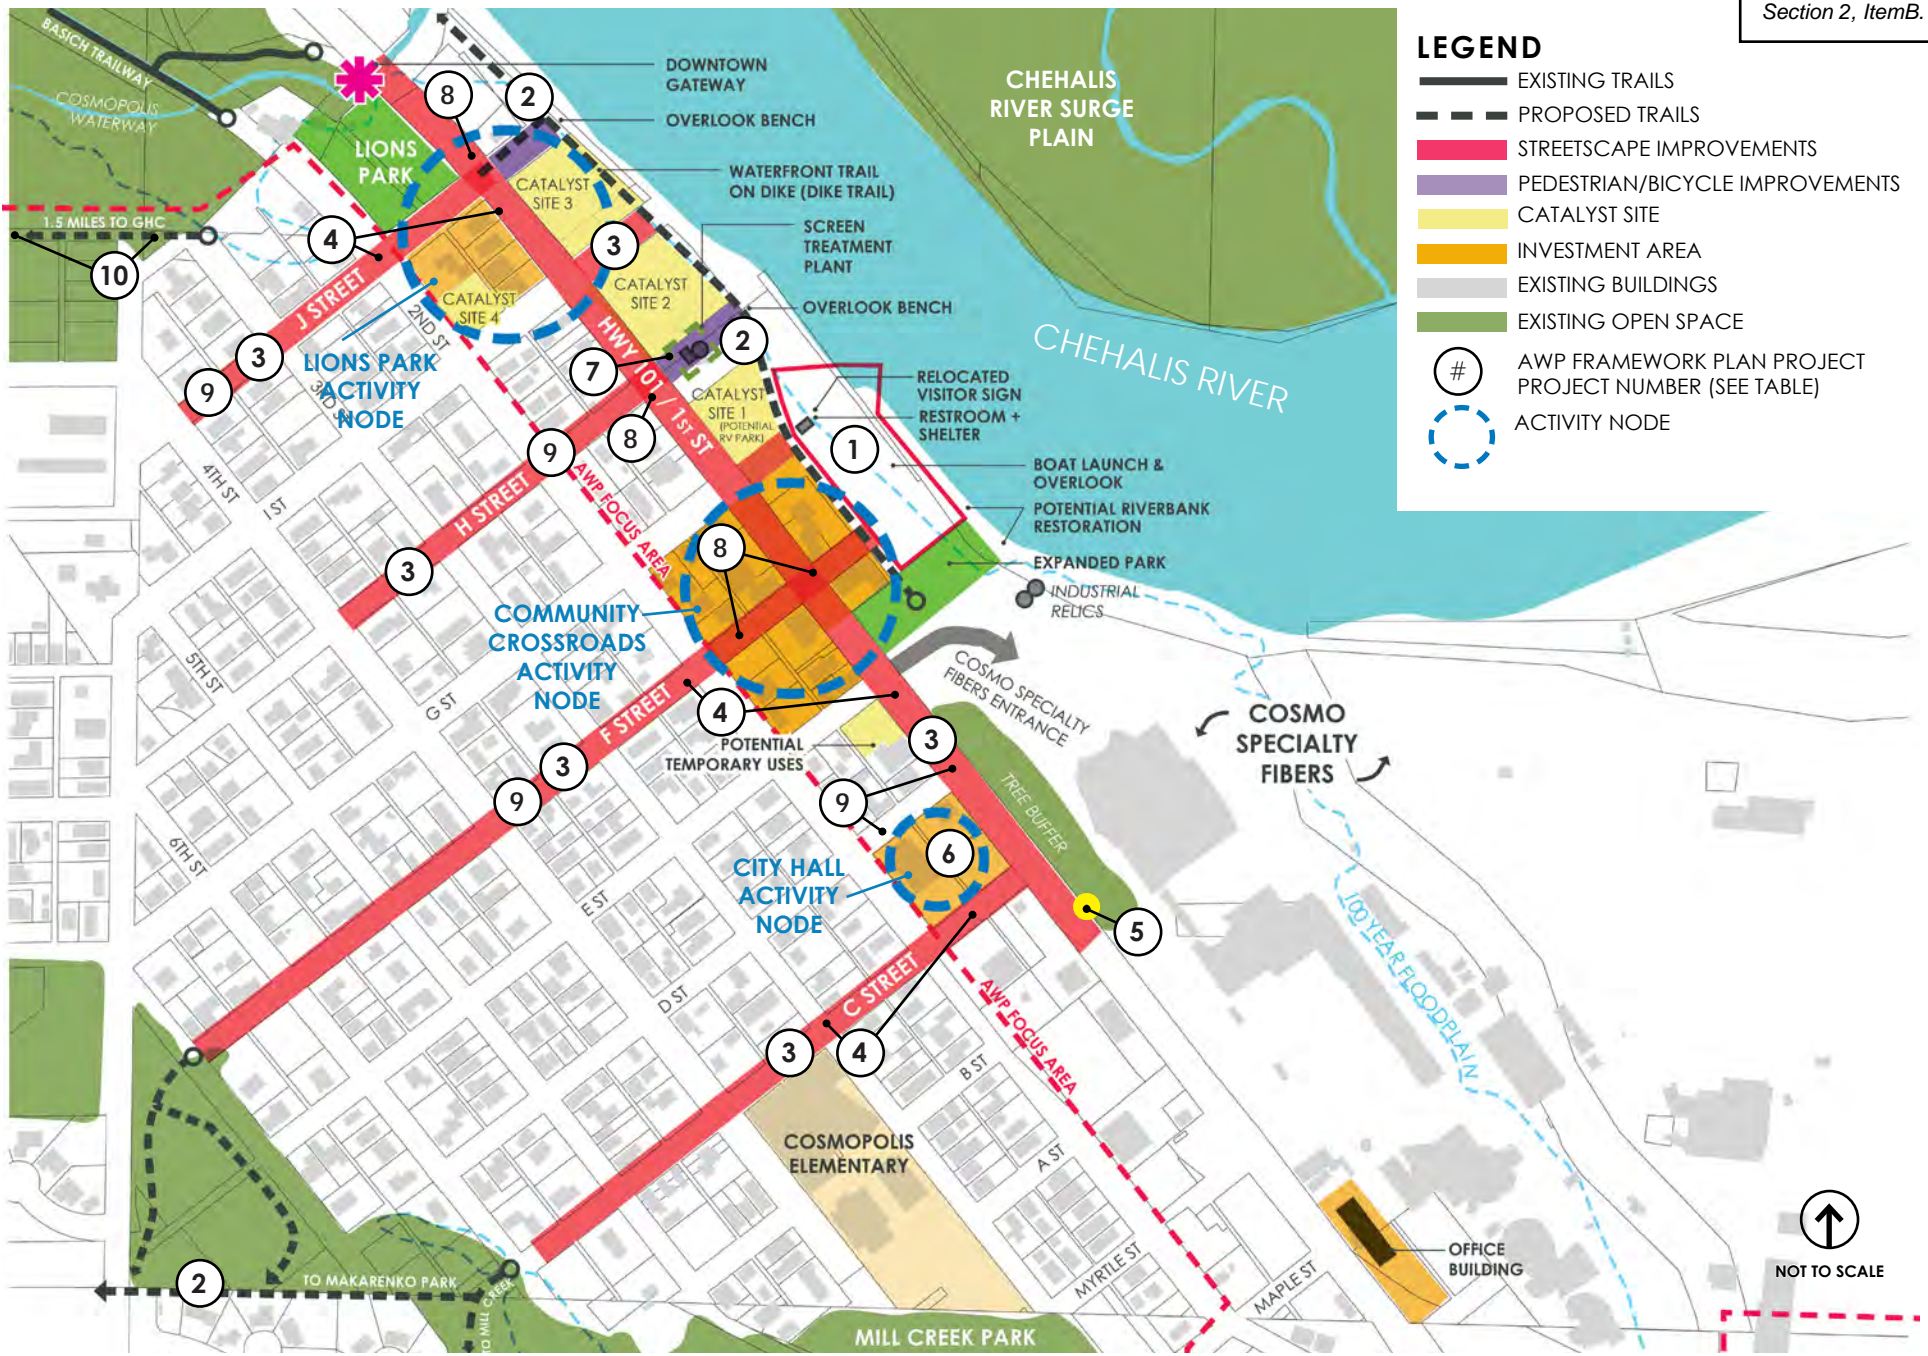 Section 2, ItemB.
LEGEND
EXISTING TRAILS
PROPOSED TRAILS
STREETSCAPE IMPROVEMENTS
PEDESTRIAN/BICYCLE IMPROVEMENTS
CATALYST SITE
INVESTMENT AREA
EXISTING BUILDINGS
EXISTING OPEN SPACE
#
AWP FRAMEWORK PLAN PROJECT
PROJECT NUMBER (SEE TABLE)
ACTIVITY NODE
BASICH TRAILWAY
COSMOPOLIS
WATERWAY
DOWNTOWN
GATEWAY
8
2
OVERLOOK BENCH
CHEHALIS
RIVER SURGE
PLAIN
LIONS
PARK
WATERFRONT TRAIL
ON DIKE (DIKE TRAIL)
CATALYST
SITE 3
1.5 MILES TO GHC
10
4
3
SCREEN
TREATMENT
PLANT
CATALYST
SITE 2
CATALYST
SITE 4
J STREET
2ND ST
HWY 101 / 1ST ST
OVERLOOK BENCH
2
7
CHEHALIS RIVER
3
9
LIONS PARK
ACTIVITY
NODE
3RD ST
CATALYST
SITE 1
(POTENTIAL
RV PARK)
RELOCATED
VISITOR SIGN
RESTROOM +
SHELTER
1
8
9
BOAT LAUNCH &
OVERLOOK
4TH ST
I ST
H STREET
AWP FOCUS AREA
POTENTIAL RIVERBANK
RESTORATION
8
3
EXPANDED PARK
INDUSTRIAL
RELICS
COMMUNITY
CROSSROADS
ACTIVITY
NODE
5TH ST
G ST
F STREET
4
COSMO SPECIALTY
FIBERS ENTRANCE
COSMO
SPECIALTY
FIBERS
POTENTIAL
TEMPORARY USES
3
3
9
9
TREE BUFFER
6TH ST
E ST
CITY HALL
ACTIVITY
NODE
6
5
100 YEAR FLOODPLAIN
D ST
C STREET
AWP FOCUS AREA
3
4
B ST
COSMOPOLIS
ELEMENTARY
A ST
MYRTLE ST
MAPLE ST
OFFICE
BUILDING
NOT TO SCALE
2
TO MAKARENKO PARK
TO MILL CREEK
MILL CREEK PARK